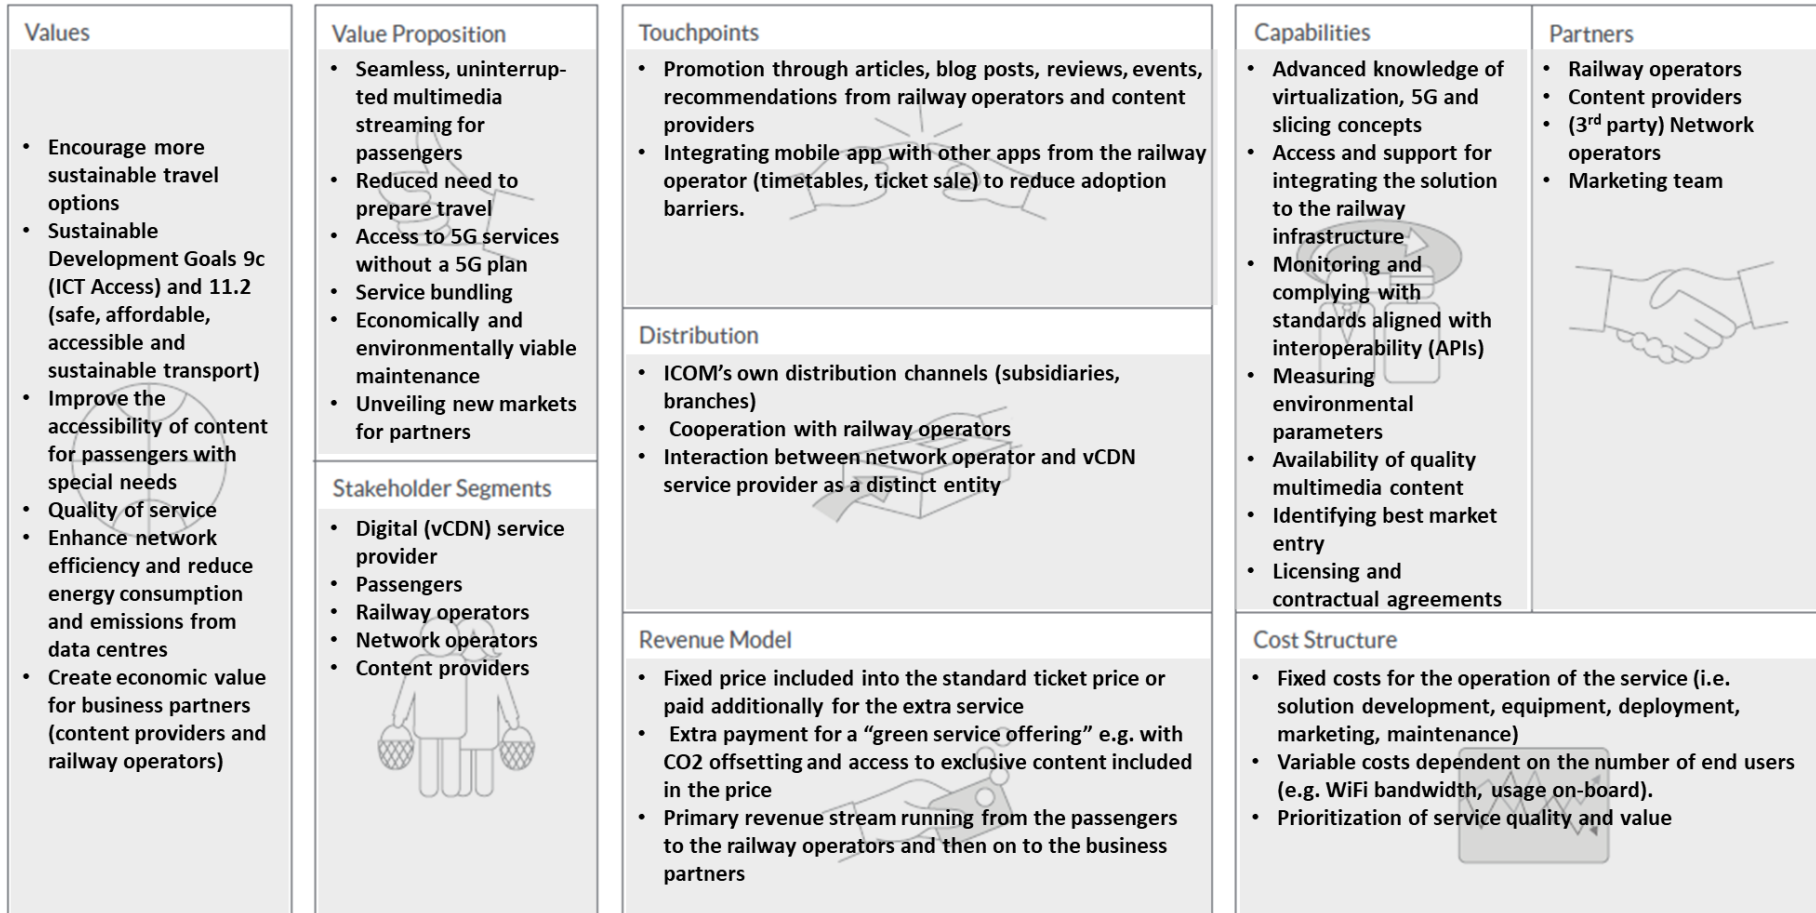 Values
• Encourage more
sustainable travel
options
• Sustainable
Development Goals 9c
(ICT Access) and 11.2
(safe, affordable,
accessible and
sustainable transport)
• Improve the
accessibility of content
for passengers with
special needs
• Quality of service
• Enhance network
efficiency and reduce
energy consumption
and emissions from
data centres
• Create economic value
for business partners
(content providers and
railway operators)
Value Proposition
• Seamless, uninterrup-
ted multimedia
streaming for
passengers
• Reduced need to
prepare travel
• Access to 5G services
without a 5G plan
• Service bundling
• Economically and
environmentally viable
maintenance
• Unveiling new markets
for partners
Stakeholder Segments
• Digital (vCDN) service
provider
• Passengers
• Railway operators
• Network operators
• Content providers
Touchpoints
• Promotion through articles, blog posts, reviews, events,
recommendations from railway operators and content
providers
• Integrating mobile app with other apps from the railway
operator (timetables, ticket sale) to reduce adoption
barriers.
Distribution
• ICOM's own distribution channels (subsidiaries,
branches)
• Cooperation with railway operators
• Interaction between network operator and vCDN
service provider as a distinct entity
Revenue Model
• Fixed price included into the standard ticket price or
paid additionally for the extra service
• Extra payment for a “green service offering” e.g. with
CO2 offsetting and access to exclusive content included
in the price
• Primary revenue stream running from the passengers
to the railway operators and then on to the business
partners
Capabilities
• Advanced knowledge of
virtualization, 5G and
slicing concepts
• Access and support for
integrating the solution
to the railway
infrastructure
• Monitoring and
complying with
standards aligned with
interoperability (APIs)
• Measuring
environmental
parameters
• Availability of quality
multimedia content
• Identifying best market
entry
• Licensing and
contractual agreements
Partners
• Railway operators
• Content providers
• (3rd party) Network
operators
• Marketing team
Cost Structure
• Fixed costs for the operation of the service (i.e.
solution development, equipment, deployment,
marketing, maintenance)
• Variable costs dependent on the number of end users
(e.g. WiFi bandwidth, usage on-board).
• Prioritization of service quality and value